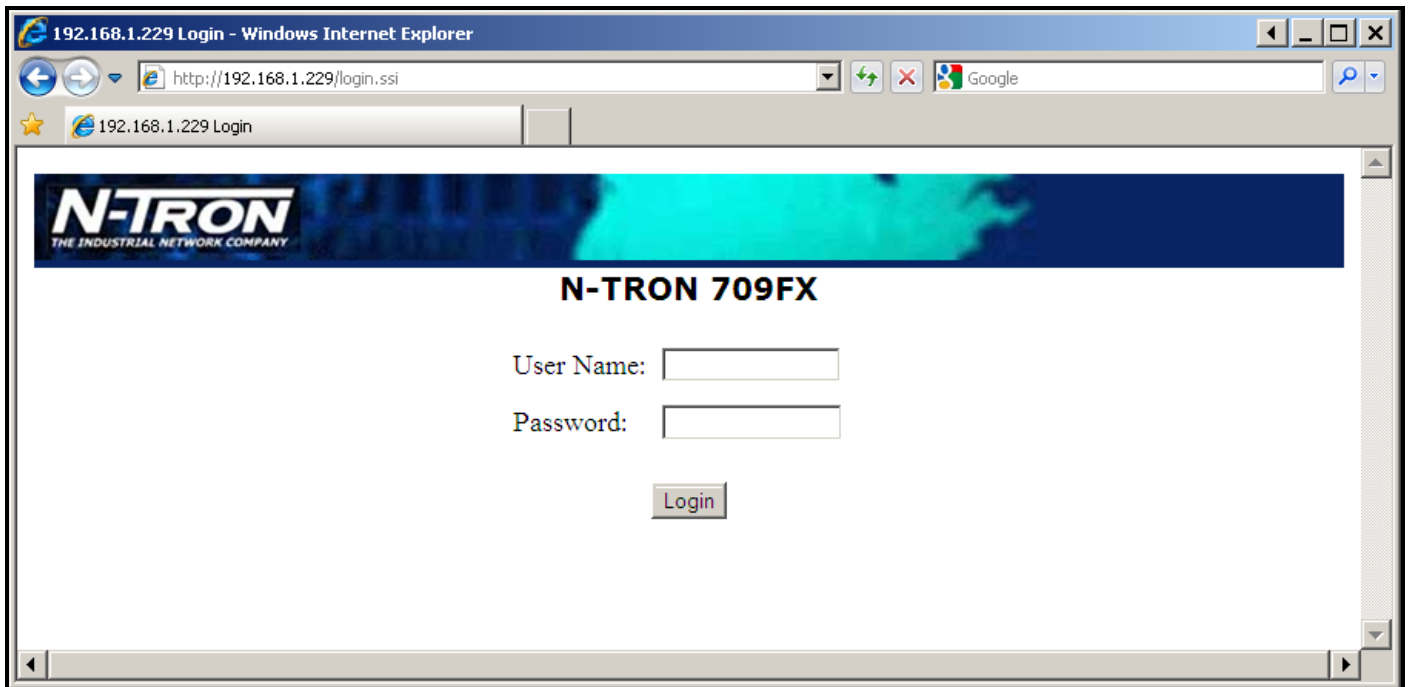 192.168.1.229 Login - Windows Internet Explorer
http://192.168.1.229/login.ssi
Google
192.168.1.229 Login
N-TRON
THE INDUSTRIAL NETWORK COMPANY
N-TRON 709FX
User Name:
Password:
Login